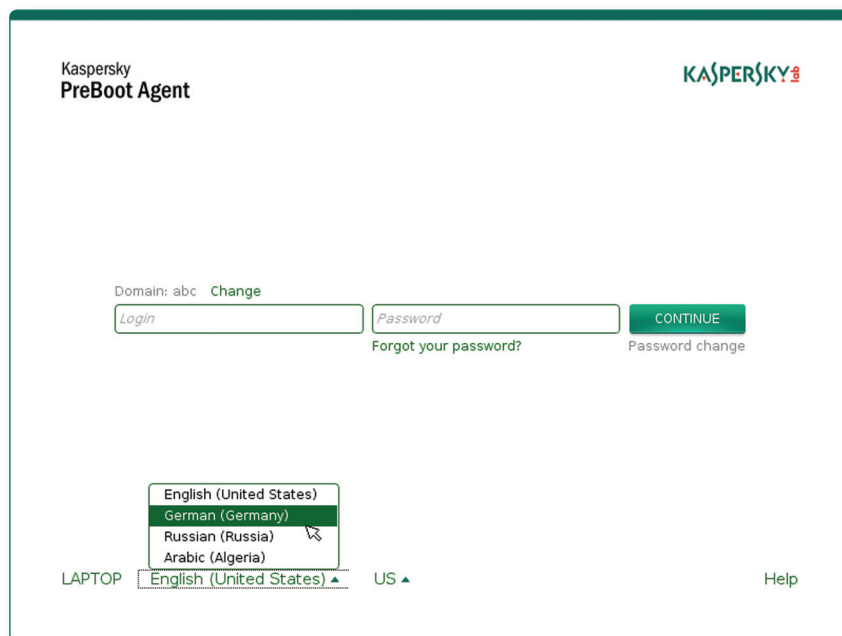 Kaspersky
PreBoot Agent
KASPERSKY lab
Domain: abc Change
Login Password CONTINUE
Forgot your password? Password change
English (United States)
German (Germany)
Russian (Russia)
Arabic (Algeria)
LAPTOP English (United States) US Help